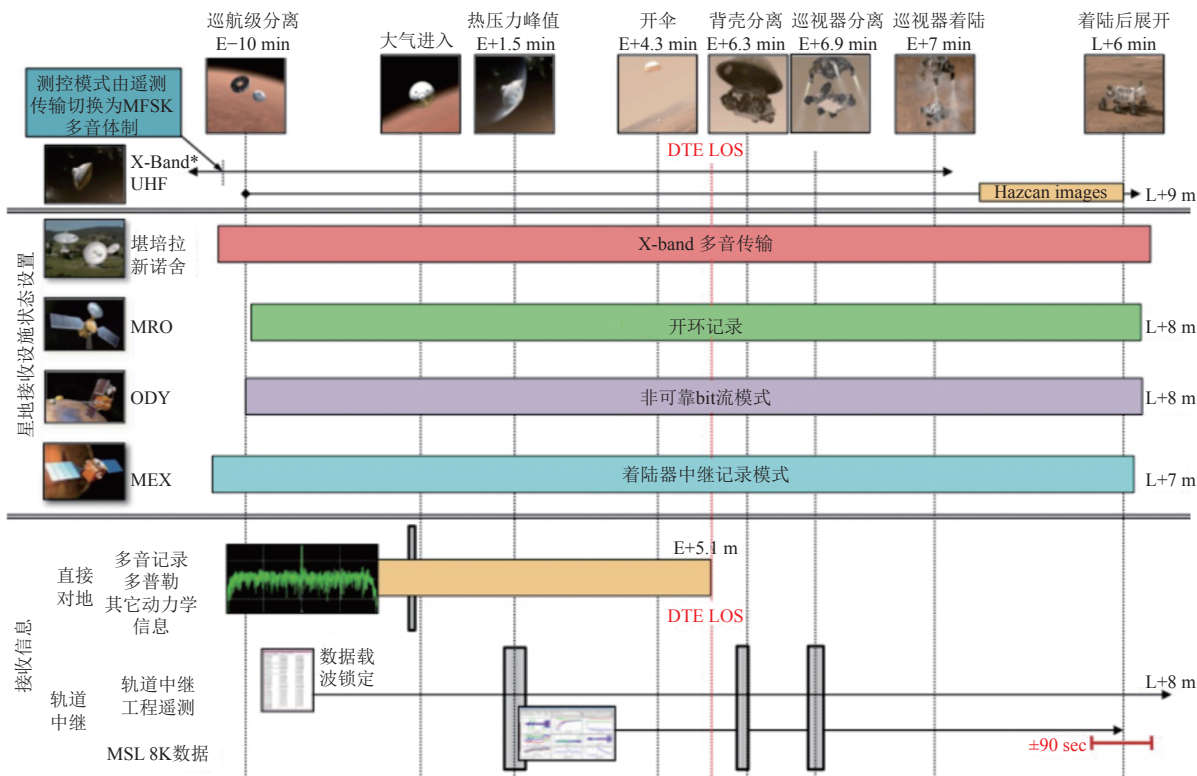 巡航级分离
E−10 min
大气进入
热压力峰值
E+1.5 min
开伞
E+4.3 min
背壳分离
E+6.3 min
巡视器分离
E+6.9 min
巡视器着陆
E+7 min
着陆后展开
L+6 min
测控模式由遥测
传输切换为MFSK
多音体制
DTE LOS
X-Band*
UHF
Hazcan images
L+9 m
星地接收设施状态设置
堪培拉
新诺舍
X-band 多音传输
MRO
开环记录
L+8 m
ODY
非可靠bit流模式
L+8 m
MEX
着陆器中继记录模式
L+7 m
接收信息
直接
对地
多音记录
多普勒
其它动力学
信息
E+5.1 m
DTE LOS
轨道
中继
轨道中继
工程遥测
数据载
波锁定
L+8 m
MSL 8K数据
±90 sec